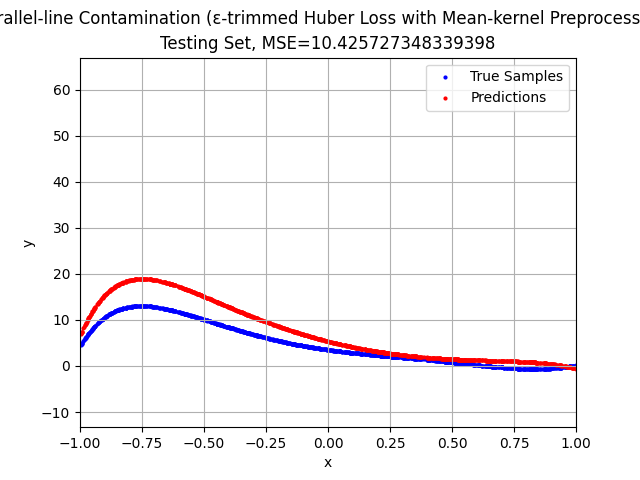 rallel-line Contamination (ε-trimmed Huber Loss with Mean-kernel Preprocess
Testing Set, MSE=10.425727348339398
True Samples
Predictions
60
50
40
30
20
10
0
−10
y
−1.00 −0.75 −0.50 −0.25 0.00 0.25 0.50 0.75 1.00
x